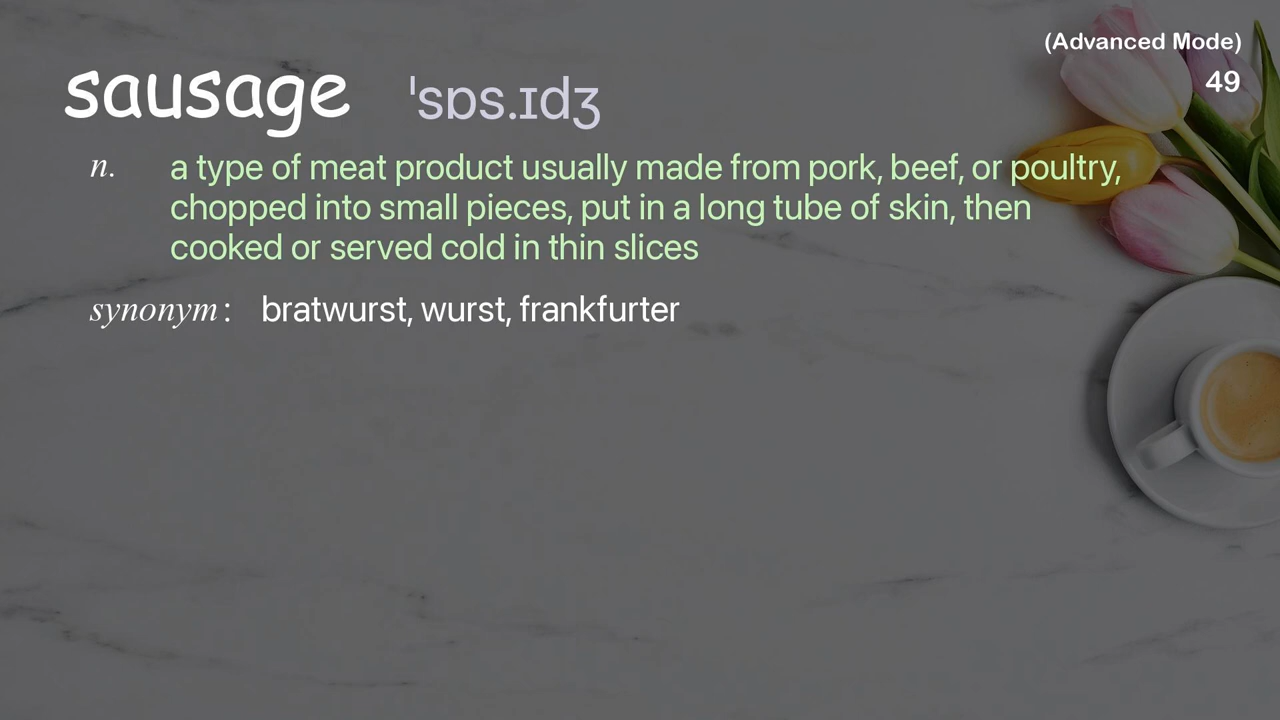 (Advanced Mode)
sausage ˈsɒs.ɪdʒ
49
n. a type of meat product usually made from pork, beef, or poultry,
chopped into small pieces, put in a long tube of skin, then
cooked or served cold in thin slices
synonym: bratwurst, wurst, frankfurter